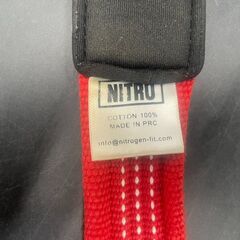 NITRO
COTTON 100%
MADE IN PRC
info@nitrogen-fit.com